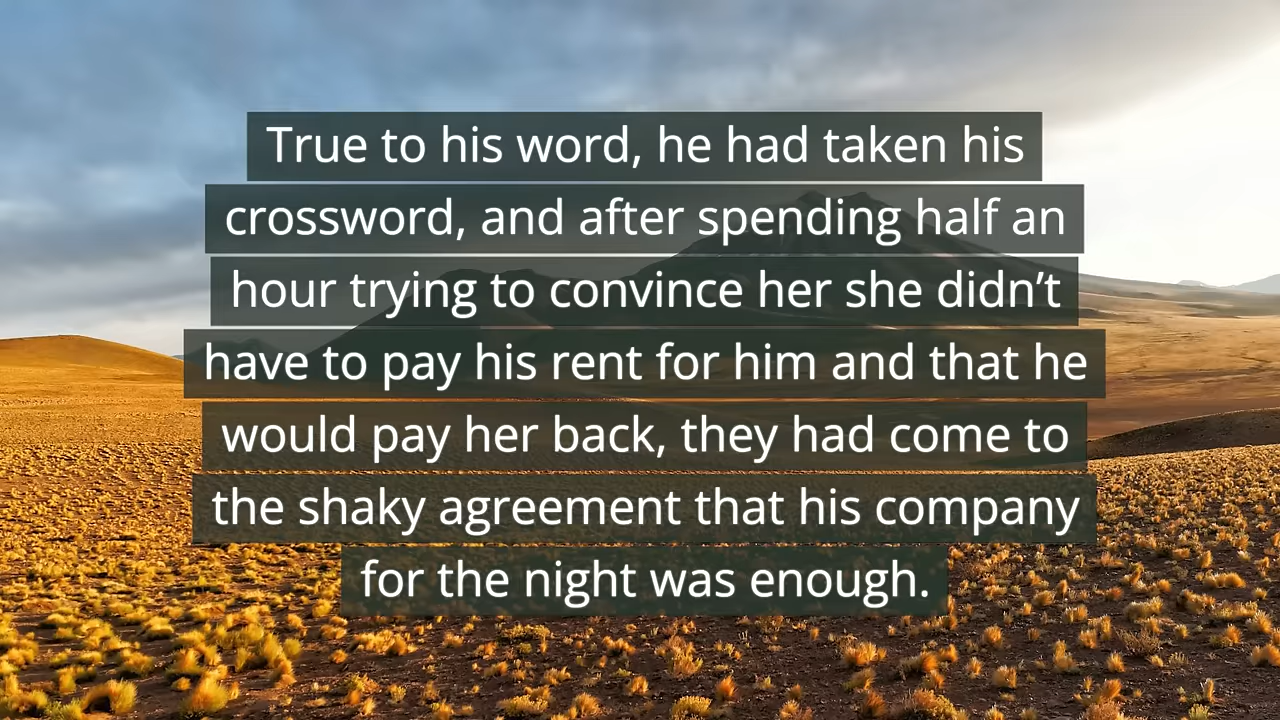 True to his word, he had taken his
crossword, and after spending half an
hour trying to convince her she didn’t
have to pay his rent for him and that he
would pay her back, they had come to
the shaky agreement that his company
for the night was enough.